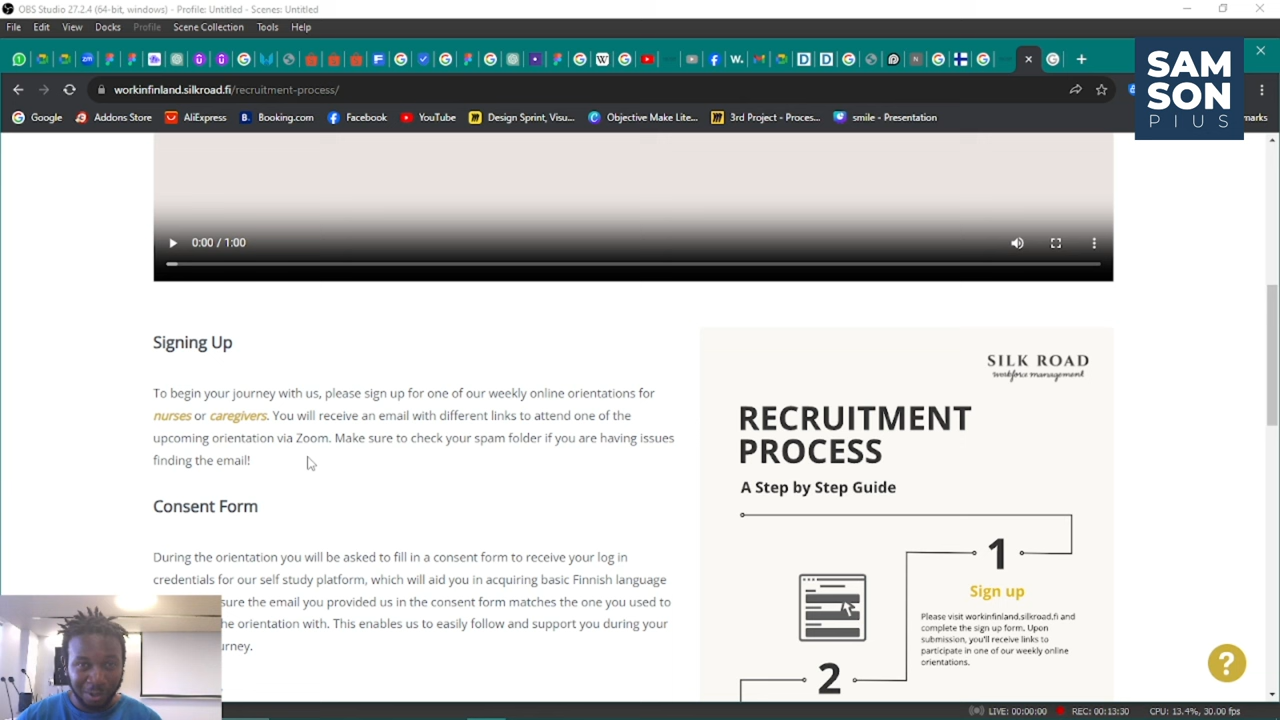 OBS Studio 27.2.4 (64-bit, windows) - Profile: Untitled - Scenes: Untitled
File Edit View Docks Profile Scene Collection Tools Help
workinfinland.silkroad.fi/recruitment-process/
Google Addons Store AliExpress Booking.com Facebook YouTube Design Sprint, Visu... Objective Make Lite... 3rd Project - Proces... smile - Presentation
SAM
SON
PIUS
0:00 / 1:00
Signing Up
To begin your journey with us, please sign up for one of our weekly online orientations for
nurses or caregivers. You will receive an email with different links to attend one of the
upcoming orientation via Zoom. Make sure to check your spam folder if you are having issues
finding the email!
Consent Form
During the orientation you will be asked to fill in a consent form to receive your log in
credentials for our self study platform, which will aid you in acquiring basic Finnish language
sure the email you provided us in the consent form matches the one you used to
the orientation with. This enables us to easily follow and support you during your
SILK ROAD
workforce management
RECRUITMENT
PROCESS
A Step by Step Guide
1
Sign up
Please visit workinfinland.silkroad.fi and
complete the sign up form. Upon
submission, you'll receive links to
participate in one of our weekly online
orientations.
2
?
LIVE: 00:00:00 REC: 00:13:30 CPU: 13.4%, 30.00 fps